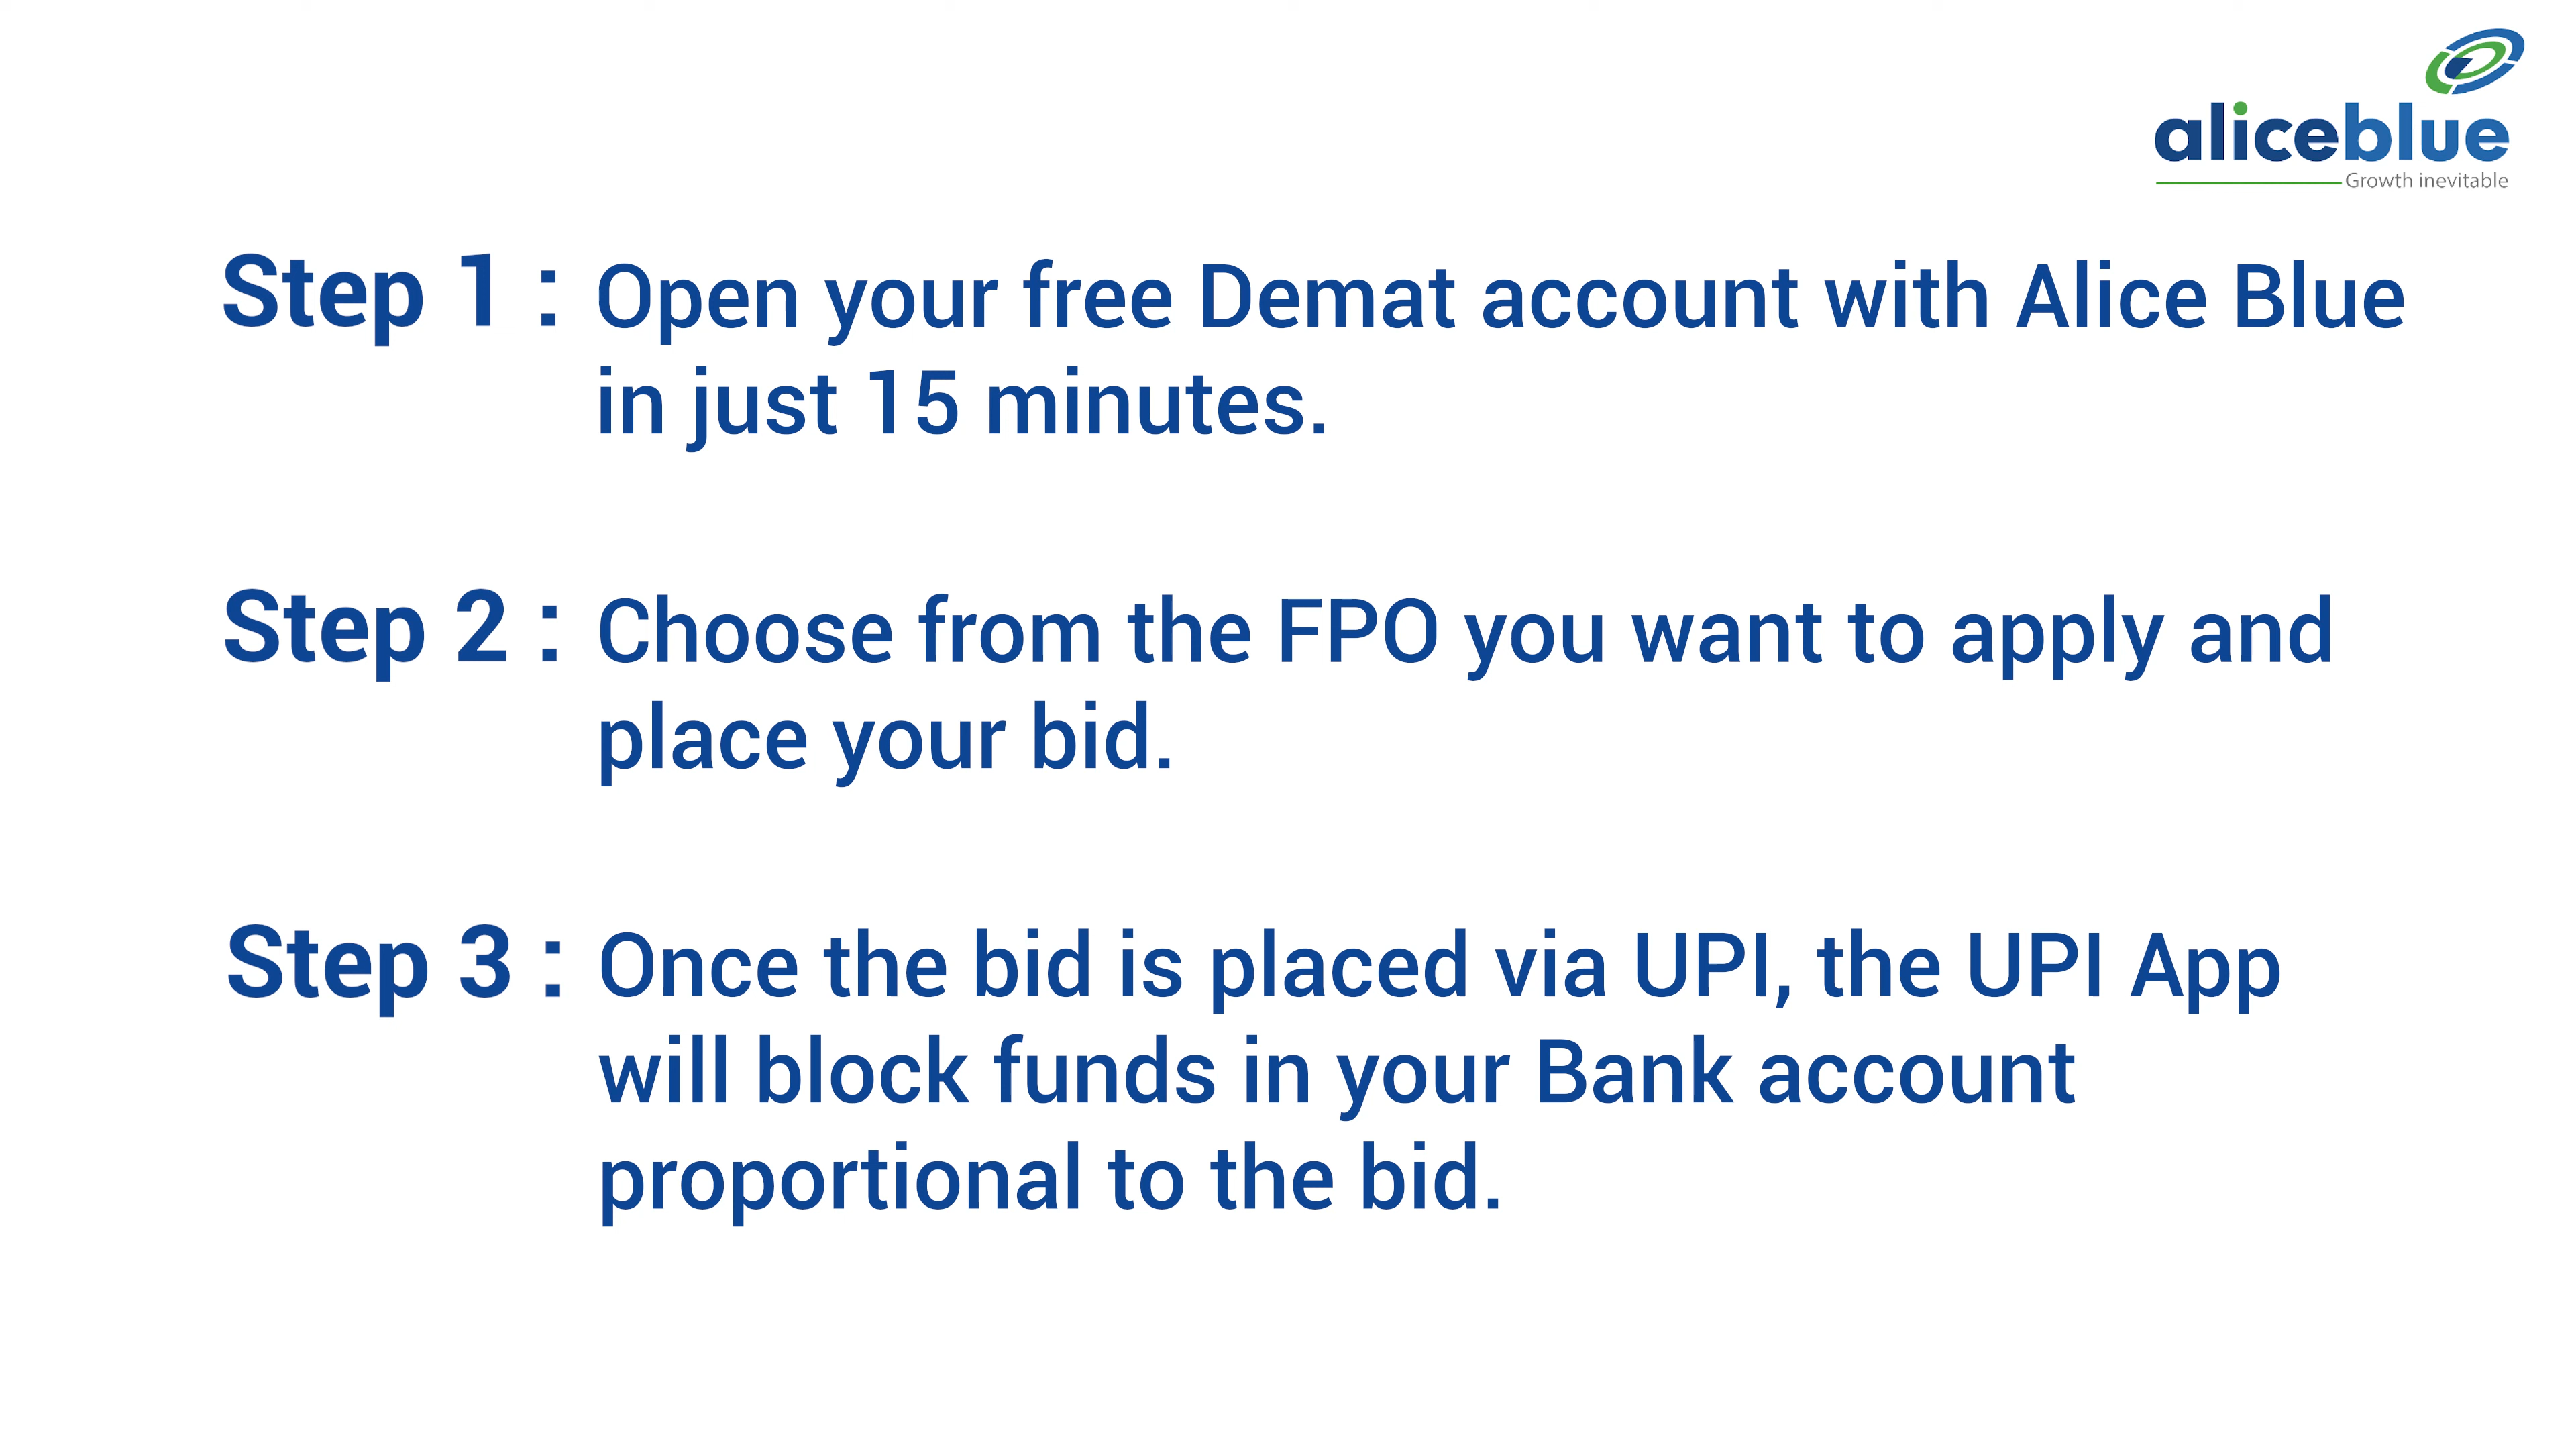 aliceblue
Growth inevitable
Step 1 : Open your free Demat account with Alice Blue
in just 15 minutes.
Step 2 : Choose from the FPO you want to apply and
place your bid.
Step 3 : Once the bid is placed via UPI, the UPI App
will block funds in your Bank account
proportional to the bid.